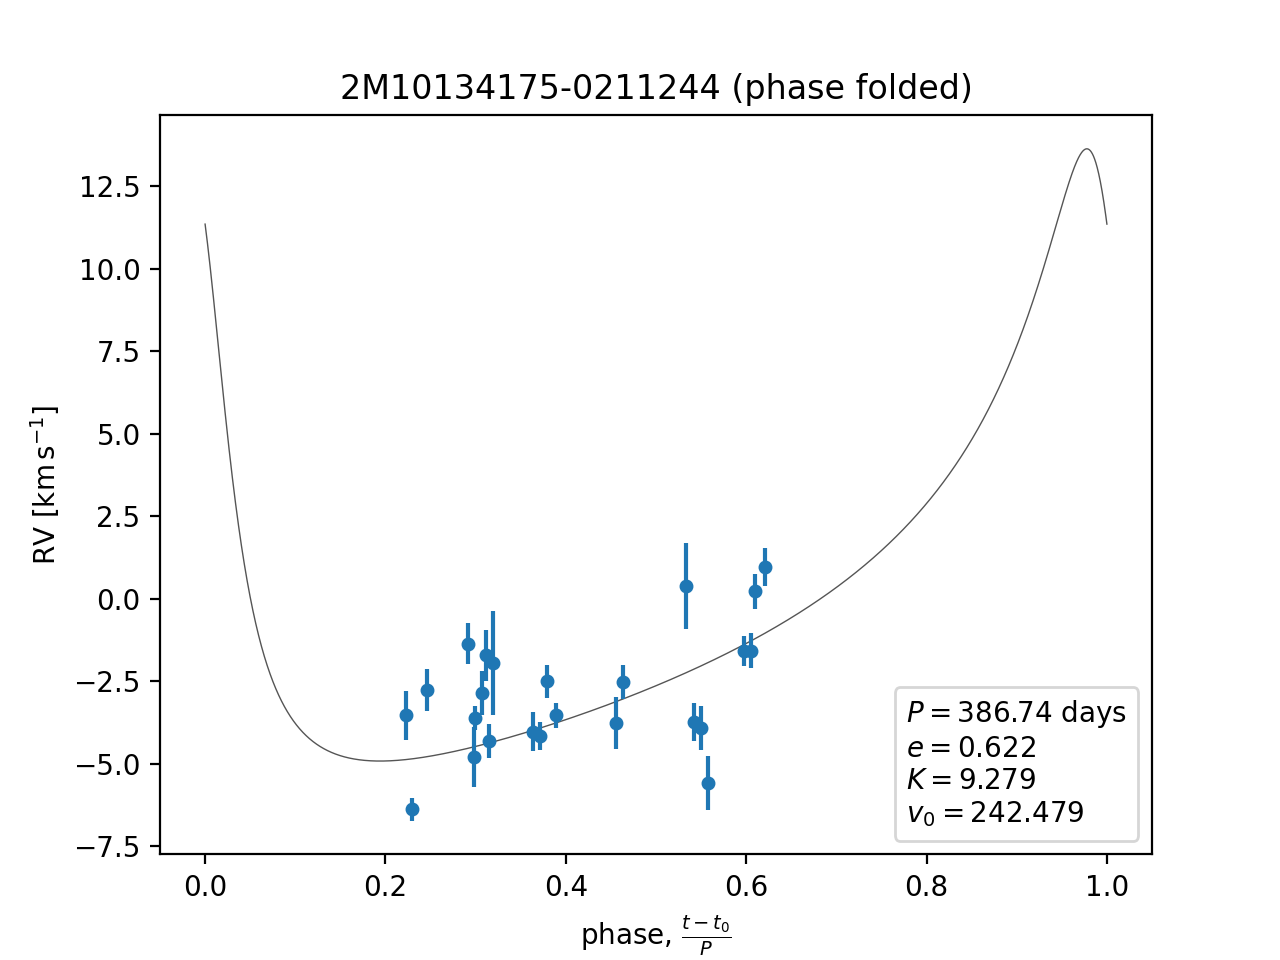 2M10134175-0211244 (phase folded)
RV [km s⁻¹]
12.5
10.0
7.5
5.0
2.5
0.0
−2.5
−5.0
−7.5
P = 386.74 days
e = 0.622
K = 9.279
v₀ = 242.479
0.0 0.2 0.4 0.6 0.8 1.0
phase, (t − t₀)/P